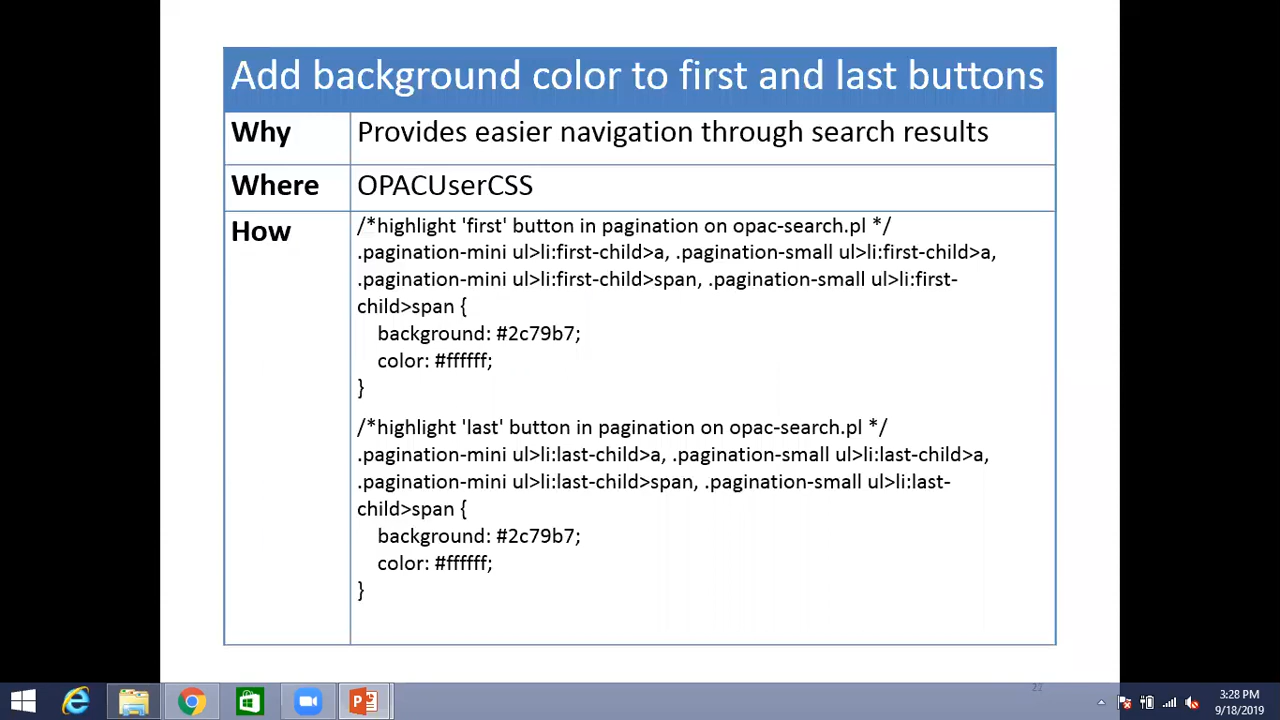 Add background color to first and last buttons
Why
Provides easier navigation through search results
Where
OPACUserCSS
How
/*highlight 'first' button in pagination on opac-search.pl */
.pagination-mini ul>li:first-child>a, .pagination-small ul>li:first-child>a,
.pagination-mini ul>li:first-child>span, .pagination-small ul>li:first-
child>span {
background: #2c79b7;
color: #ffffff;
}
/*highlight 'last' button in pagination on opac-search.pl */
.pagination-mini ul>li:last-child>a, .pagination-small ul>li:last-child>a,
.pagination-mini ul>li:last-child>span, .pagination-small ul>li:last-
child>span {
background: #2c79b7;
color: #ffffff;
}
3:28 PM
9/18/2019